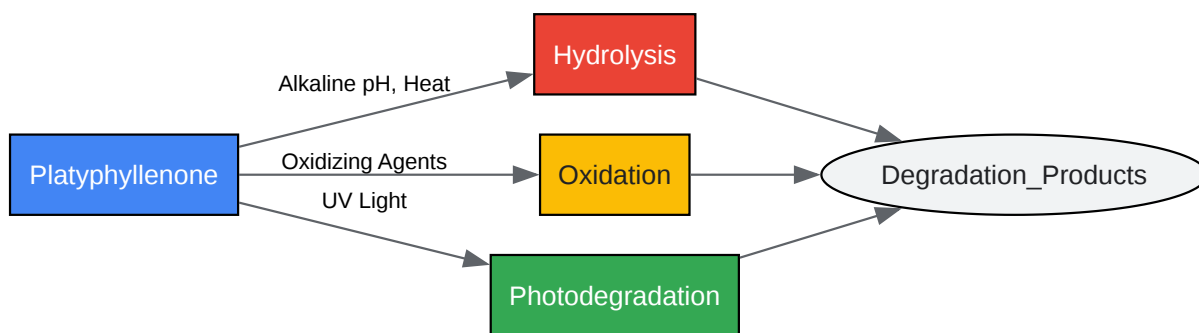 Hydrolysis
Alkaline pH, Heat
Platyphyllenone
Oxidizing Agents
Oxidation
Degradation_Products
UV Light
Photodegradation